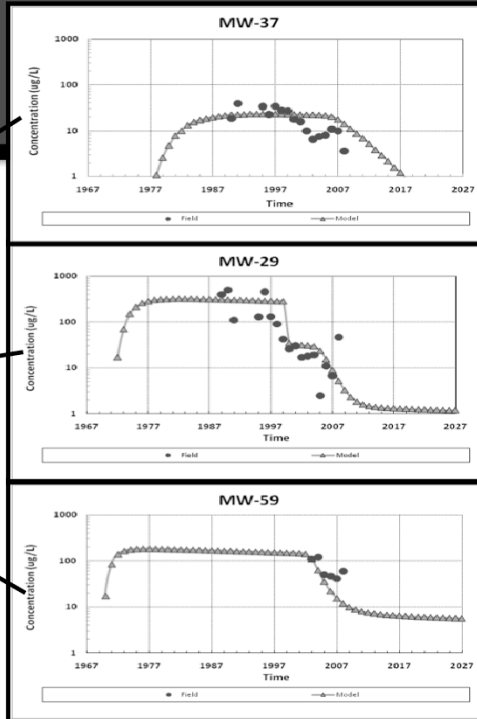 MW-37
Concentration (ug/L)
1000
100
10
1
1967 1977 1987 1997 2007 2017 2027
Time
Field Model
MW-29
Concentration (ug/L)
1000
100
10
1
1967 1977 1987 1997 2007 2017 2027
Time
Field Model
MW-59
Concentration (ug/L)
1000
100
10
1
1967 1977 1987 1997 2007 2017 2027
Time
Field Model